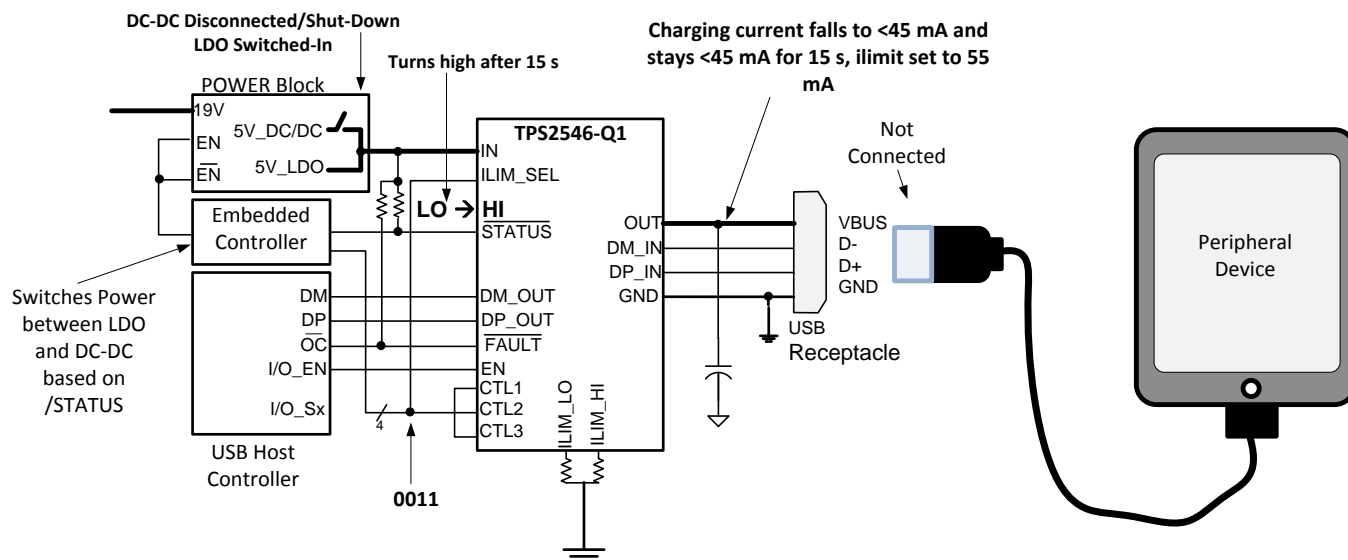 DC-DC Disconnected/Shut-Down
LDO Switched-In
Turns high after 15 s
Charging current falls to <45 mA and
stays <45 mA for 15 s, ilimit set to 55
mA
POWER Block
19V
EN
EN
5V_DC/DC
5V_LDO
Embedded
Controller
Switches Power
between LDO
and DC-DC
based on
/STATUS
DM
DP
OC
I/O_EN
I/O_Sx
USB Host
Controller
4
0011
LO → HI
TPS2546-Q1
IN
ILIM_SEL
STATUS
DM_OUT
DP_OUT
FAULT
EN
CTL1
CTL2
CTL3
ILIM_LO
ILIM_HI
OUT
DM_IN
DP_IN
GND
USB
Receptacle
Not
Connected
VBUS
D-
D+
GND
Peripheral
Device